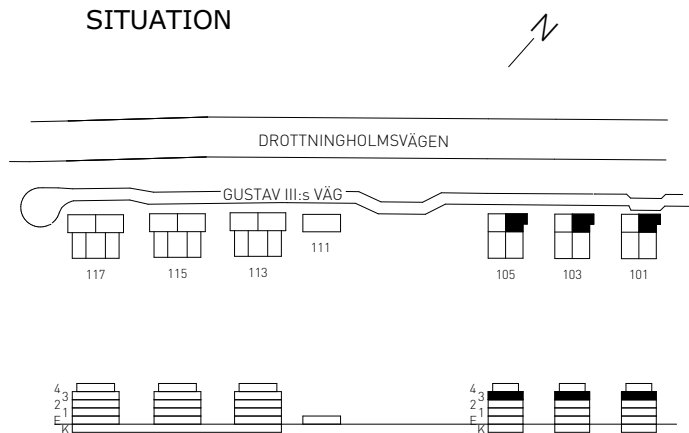 SITUATION
N
DROTTNINGHOLMSVÄGEN
GUSTAV III:s VÄG
117
115
113
111
105
103
101
4
3
2
1
E
K
4
3
2
1
E
K